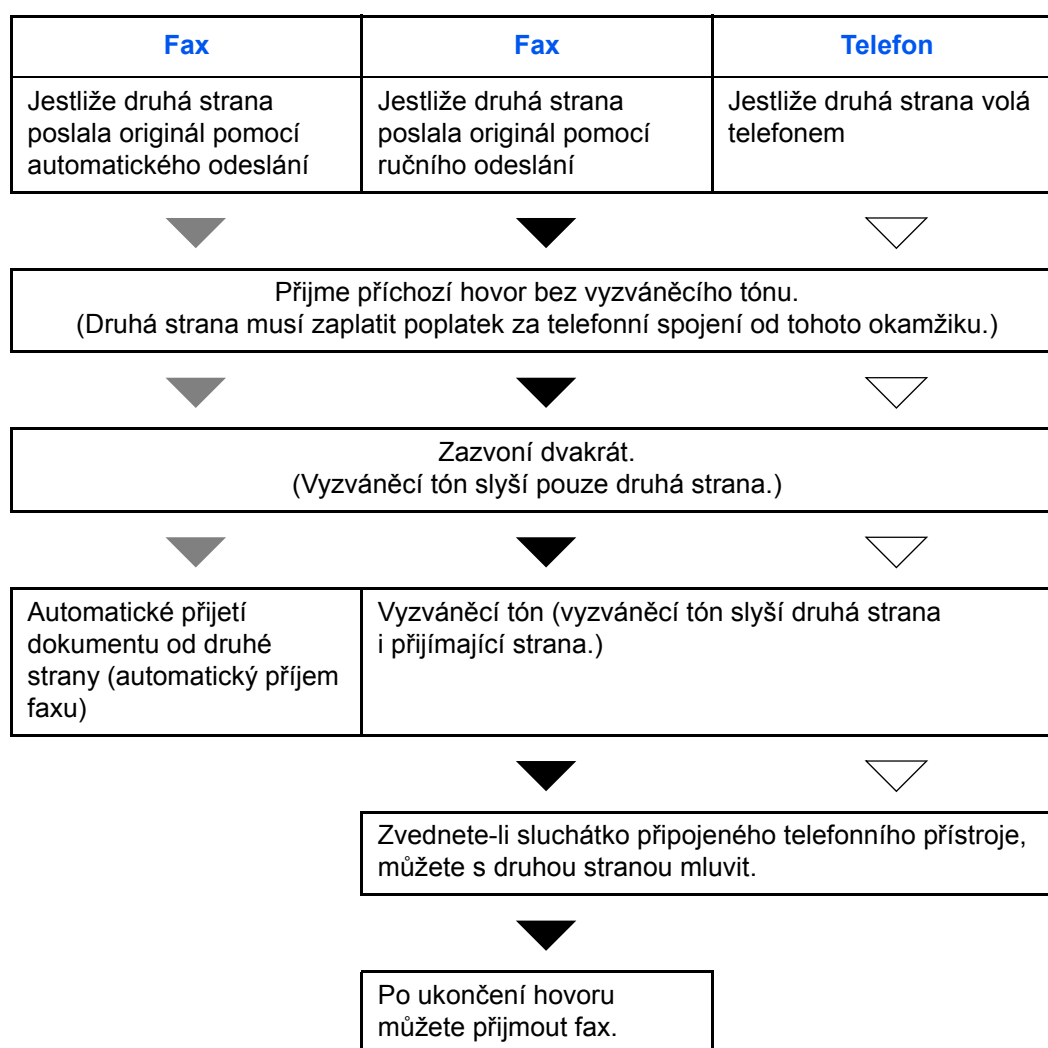 Fax
Fax
Telefon
Jestliže druhá strana
poslala originál pomocí
automatického odeslání
Jestliže druhá strana
poslala originál pomocí
ručního odeslání
Jestliže druhá strana volá
telefonem
Přijme příchozí hovor bez vyzváněcího tónu.
(Druhá strana musí zaplatit poplatek za telefonní spojení od tohoto okamžiku.)
Zazvoní dvakrát.
(Vyzváněcí tón slyší pouze druhá strana.)
Automatické přijetí
dokumentu od druhé
strany (automatický příjem
faxu)
Vyzváněcí tón (vyzváněcí tón slyší druhá strana
i přijímající strana.)
Zvednete-li sluchátko připojeného telefonního přístroje,
můžete s druhou stranou mluvit.
Po ukončení hovoru
můžete přijmout fax.